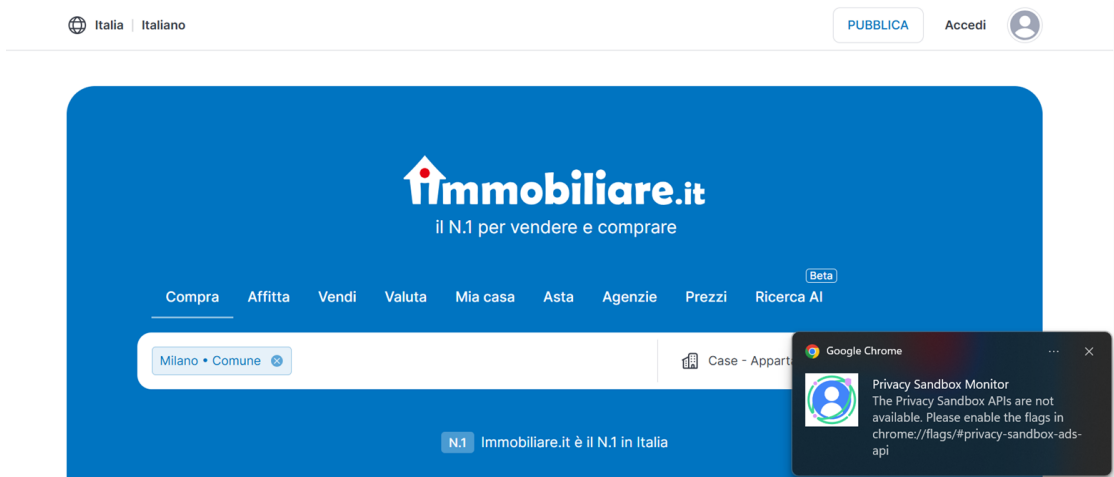 Italia | Italiano
PUBBLICA
Accedi
immobiliare.it
il N.1 per vendere e comprare
Beta
Compra Affitta Vendi Valuta Mia casa Asta Agenzie Prezzi Ricerca AI
Milano • Comune
Case -
N.1 Immobiliare.it è il N.1 in Italia
Google Chrome
Privacy Sandbox Monitor
The Privacy Sandbox APIs are not
available. Please enable the flags in
chrome://flags/#privacy-sandbox-ads-
api